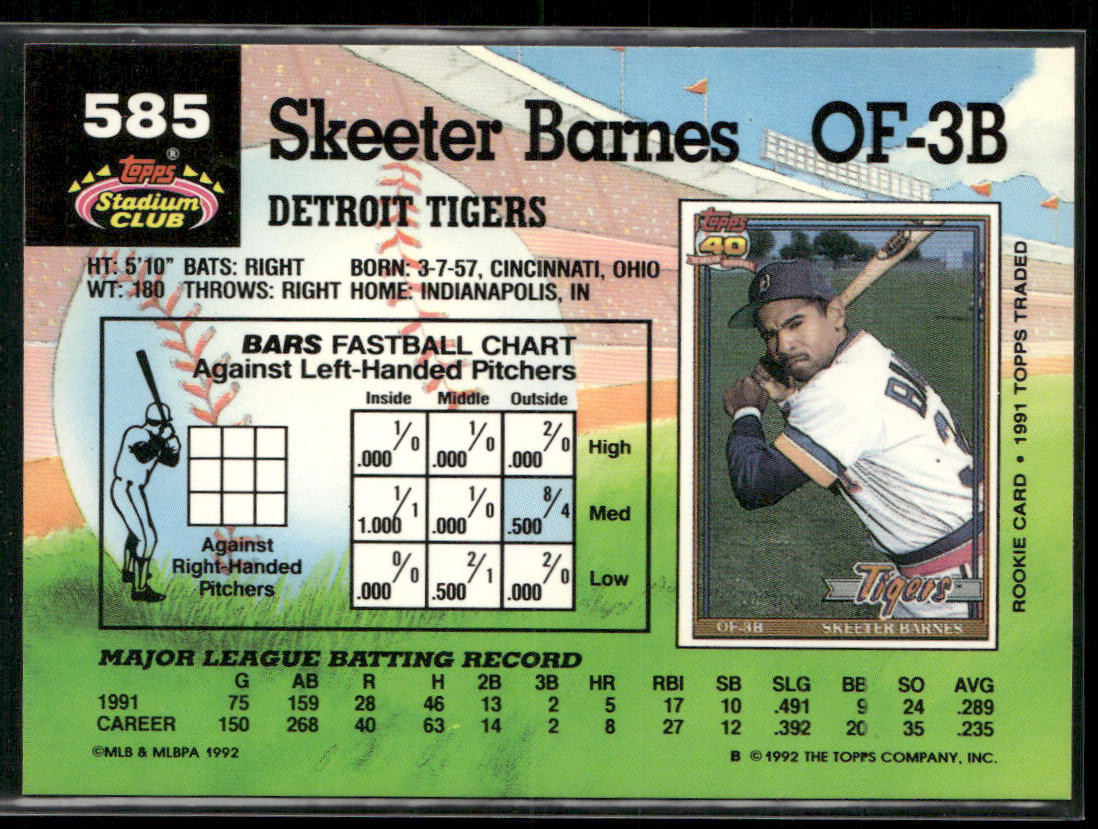 585
Topps®
Stadium
CLUB
Skeeter Barnes OF-3B
DETROIT TIGERS
HT: 5'10" BATS: RIGHT BORN: 3-7-57, CINCINNATI, OHIO
WT: 180 THROWS: RIGHT HOME: INDIANAPOLIS, IN
BARS FASTBALL CHART
Against Left-Handed Pitchers
Inside Middle Outside
1/0 .000 1/0 .000 2/0 .000 High
1/1 1.000 1/0 .000 8/4 .500 Med
0/0 .000 2/1 .500 2/0 .000 Low
Against
Right-Handed
Pitchers
Topps
40
Tigers
OF-3B SKEETER BARNES
ROOKIE CARD • 1991 TOPPS TRADED
MAJOR LEAGUE BATTING RECORD
G AB R H 2B 3B HR RBI SB SLG BB SO AVG
1991 75 159 28 46 13 2 5 17 10 .491 9 24 .289
CAREER 150 268 40 63 14 2 8 27 12 .392 20 35 .235
©MLB & MLBPA 1992
B © 1992 THE TOPPS COMPANY, INC.